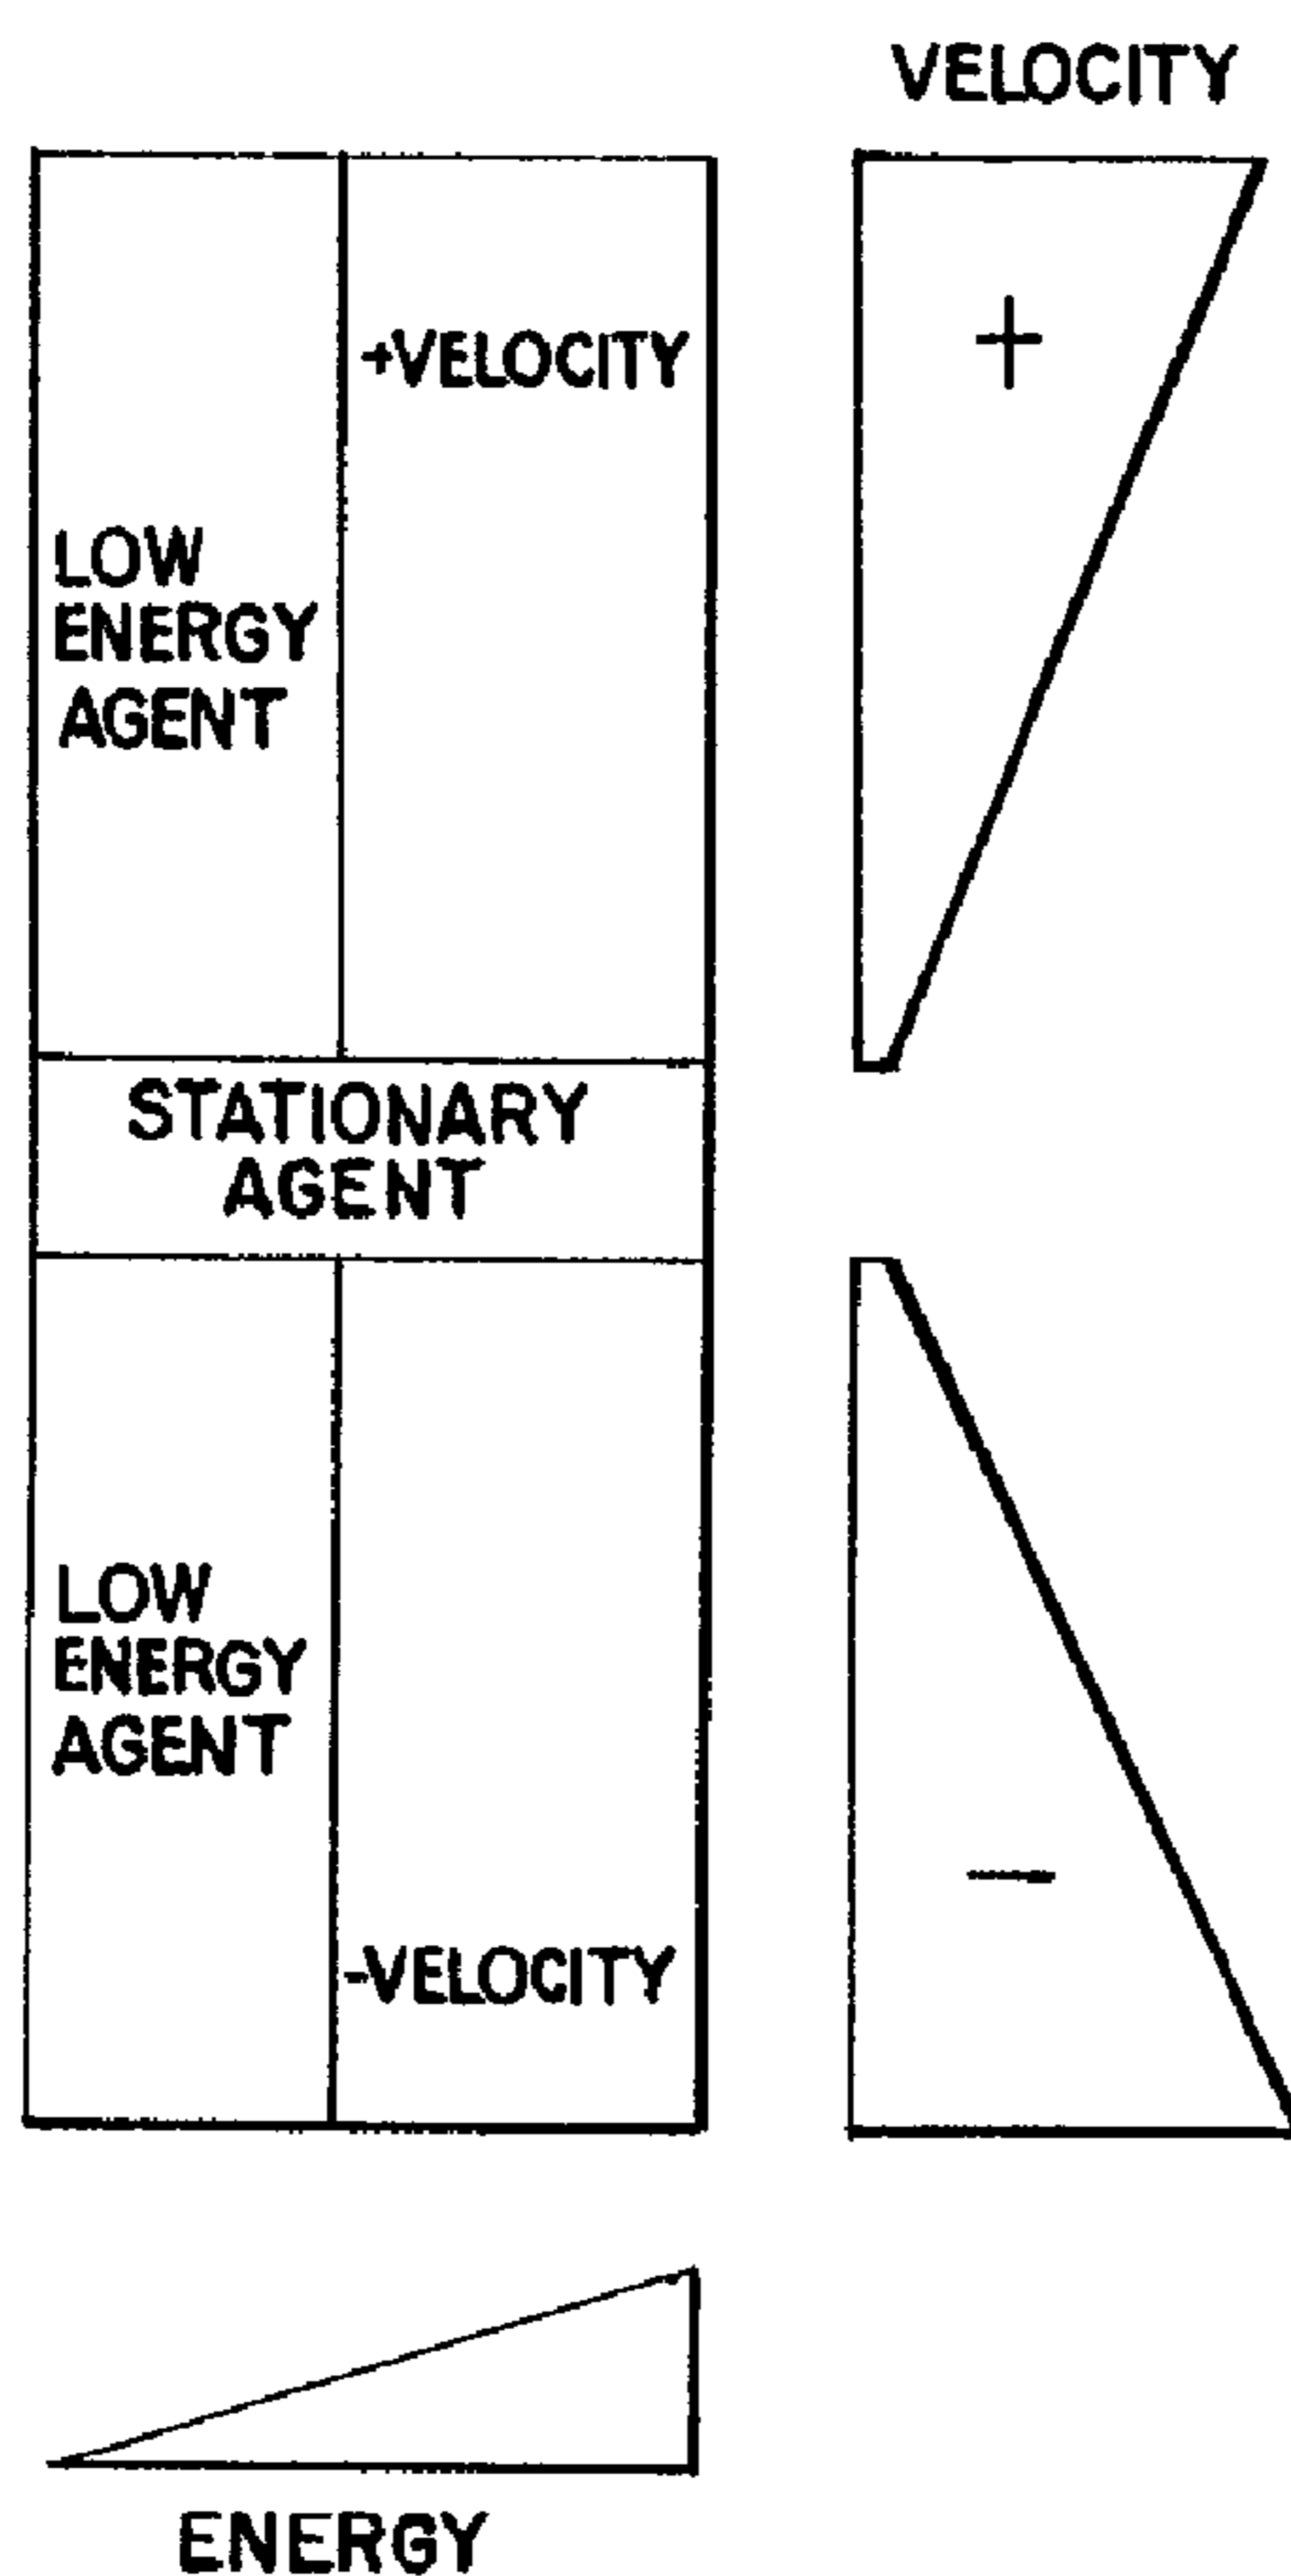 VELOCITY
+VELOCITY
+
LOW
ENERGY
AGENT
STATIONARY
AGENT
LOW
ENERGY
AGENT
-
-VELOCITY
ENERGY